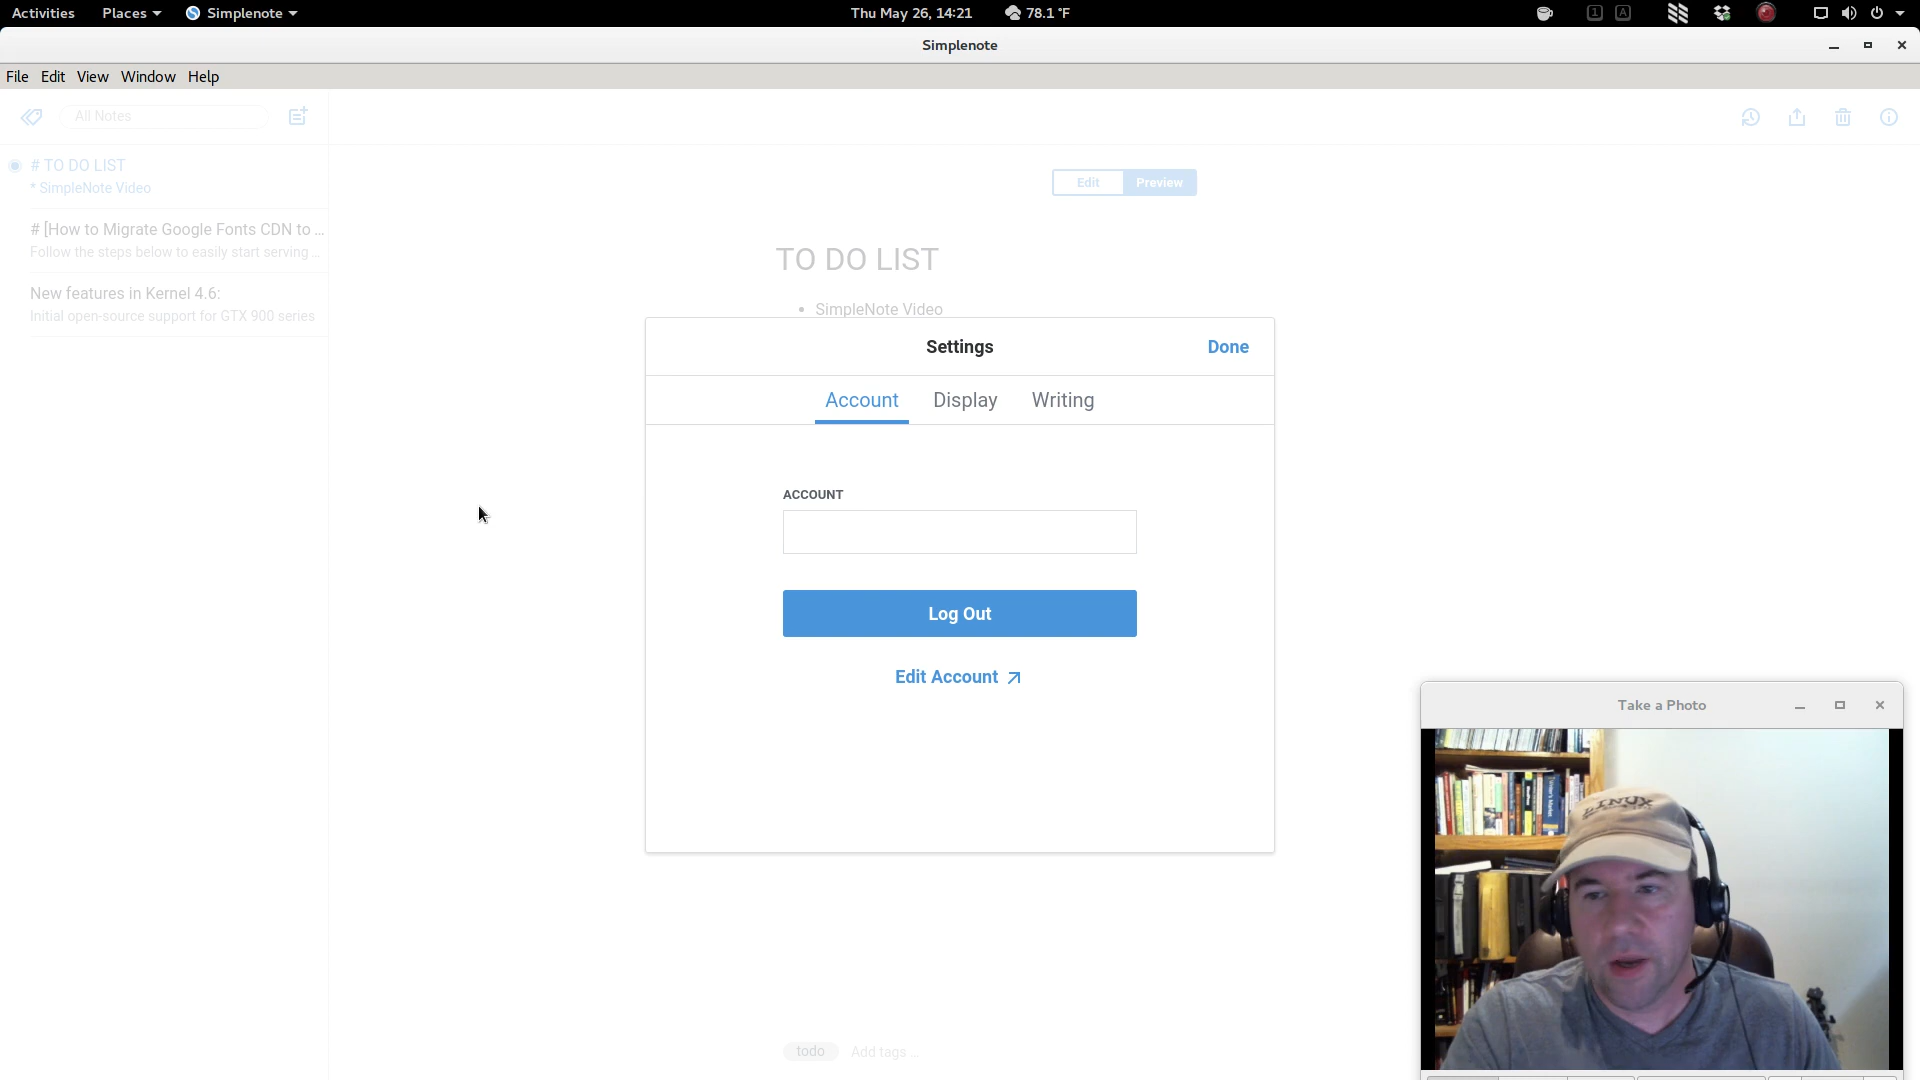 Activities Places Simplenote Thu May 26, 14:21 78.1 °F 1 A
Simplenote
File Edit View Window Help
All Notes
# TO DO LIST
* SimpleNote Video
# [How to Migrate Google Fonts CDN to ...
Follow the steps below to easily start serving ...
New features in Kernel 4.6:
Initial open-source support for GTX 900 series
Edit Preview
TO DO LIST
• SimpleNote Video
Settings Done
Account Display Writing
ACCOUNT
Log Out
Edit Account
Take a Photo
LINUX
todo Add tags ...